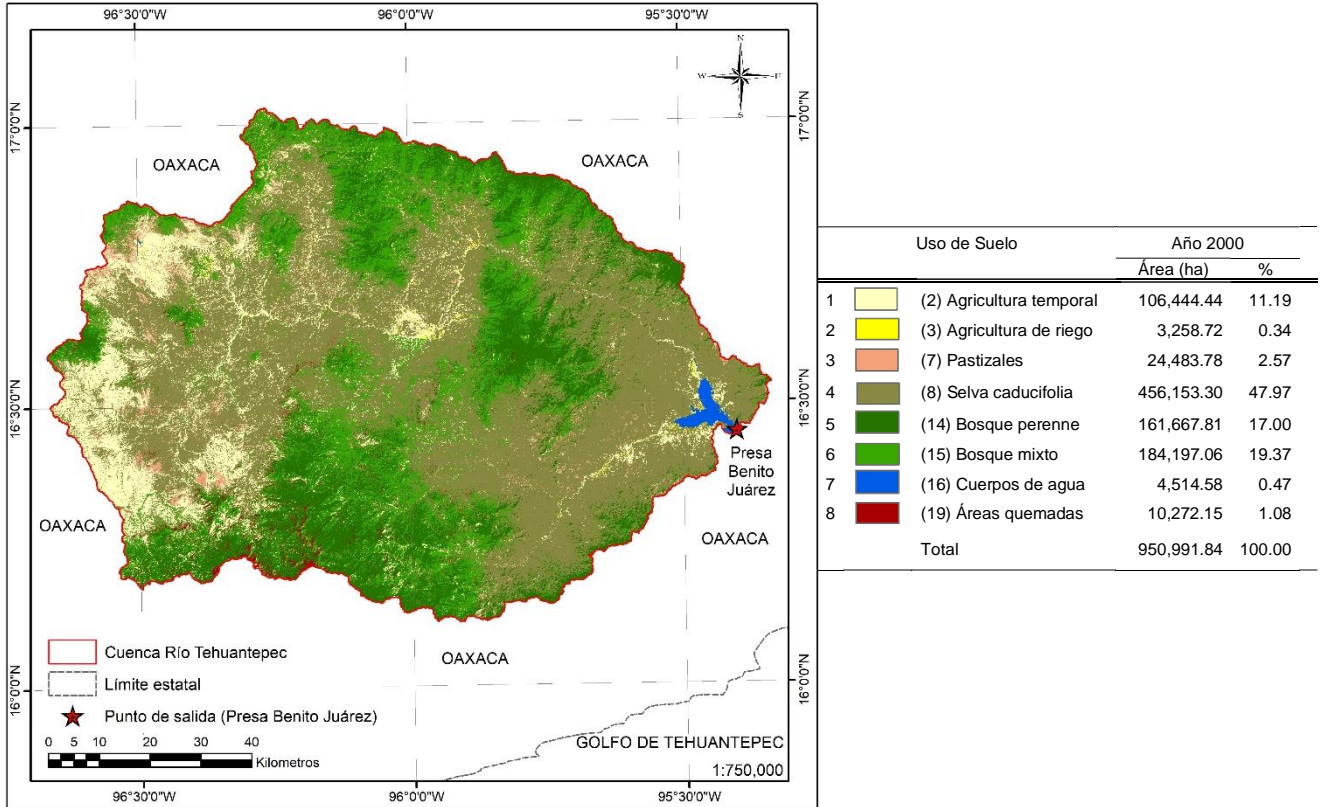 96°30'0"W 96°0'0"W 95°30'0"W
N
W E
S
17°0'0"N 17°0'0"N
OAXACA OAXACA
16°30'0"N 16°30'0"N
Presa
Benito
Juárez
OAXACA OAXACA
OAXACA
Cuenca Río Tehuantepec
Límite estatal
16°0'0"N 16°0'0"N
Punto de salida (Presa Benito Juárez)
0 5 10 20 30 40
Kilometros
GOLFO DE TEHUANTEPEC
1:750,000
96°30'0"W 96°0'0"W 95°30'0"W
Uso de Suelo Año 2000
Área (ha) %
1 (2) Agricultura temporal 106,444.44 11.19
2 (3) Agricultura de riego 3,258.72 0.34
3 (7) Pastizales 24,483.78 2.57
4 (8) Selva caducifolia 456,153.30 47.97
5 (14) Bosque perenne 161,667.81 17.00
6 (15) Bosque mixto 184,197.06 19.37
7 (16) Cuerpos de agua 4,514.58 0.47
8 (19) Áreas quemadas 10,272.15 1.08
Total 950,991.84 100.00